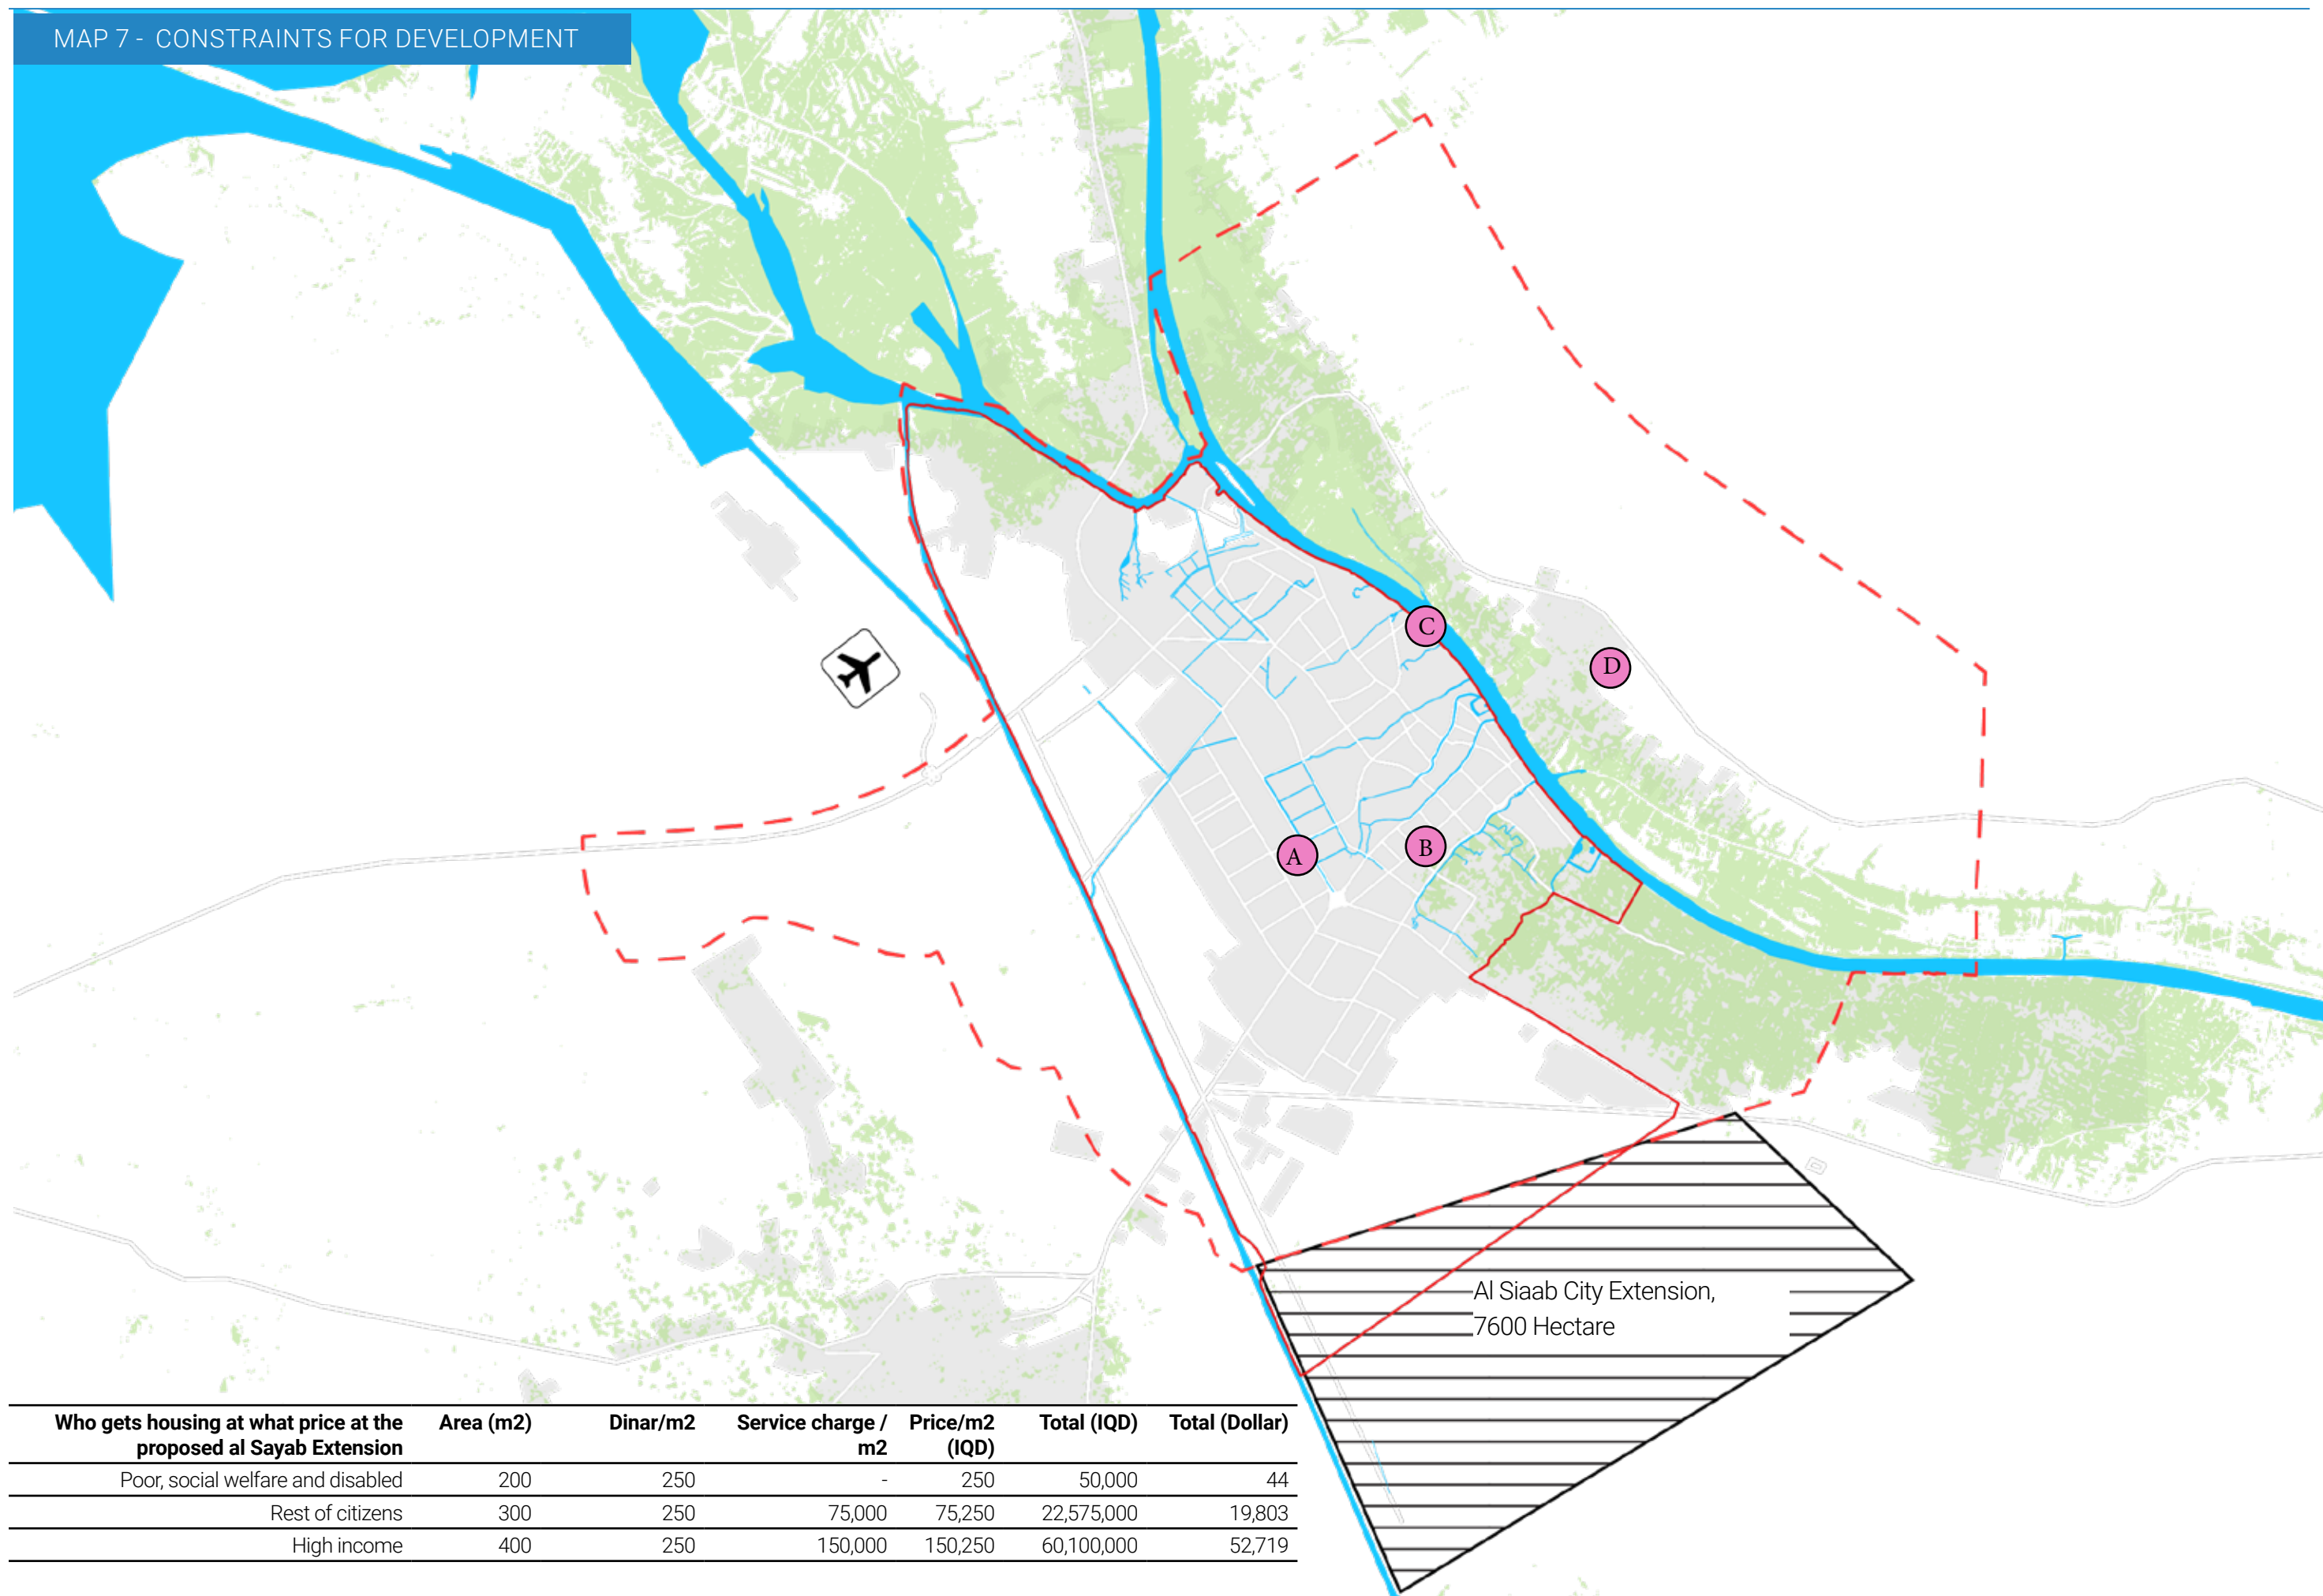 MAP 7 - CONSTRAINTS FOR DEVELOPMENT
C
D
A
B
Al Siaab City Extension,
7600 Hectare
Who gets housing at what price at the proposed al Sayab Extension Area (m2) Dinar/m2 Service charge / m2 Price/m2 (IQD) Total (IQD) Total (Dollar)
Poor, social welfare and disabled 200 250 - 250 50,000 44
Rest of citizens 300 250 75,000 75,250 22,575,000 19,803
High income 400 250 150,000 150,250 60,100,000 52,719